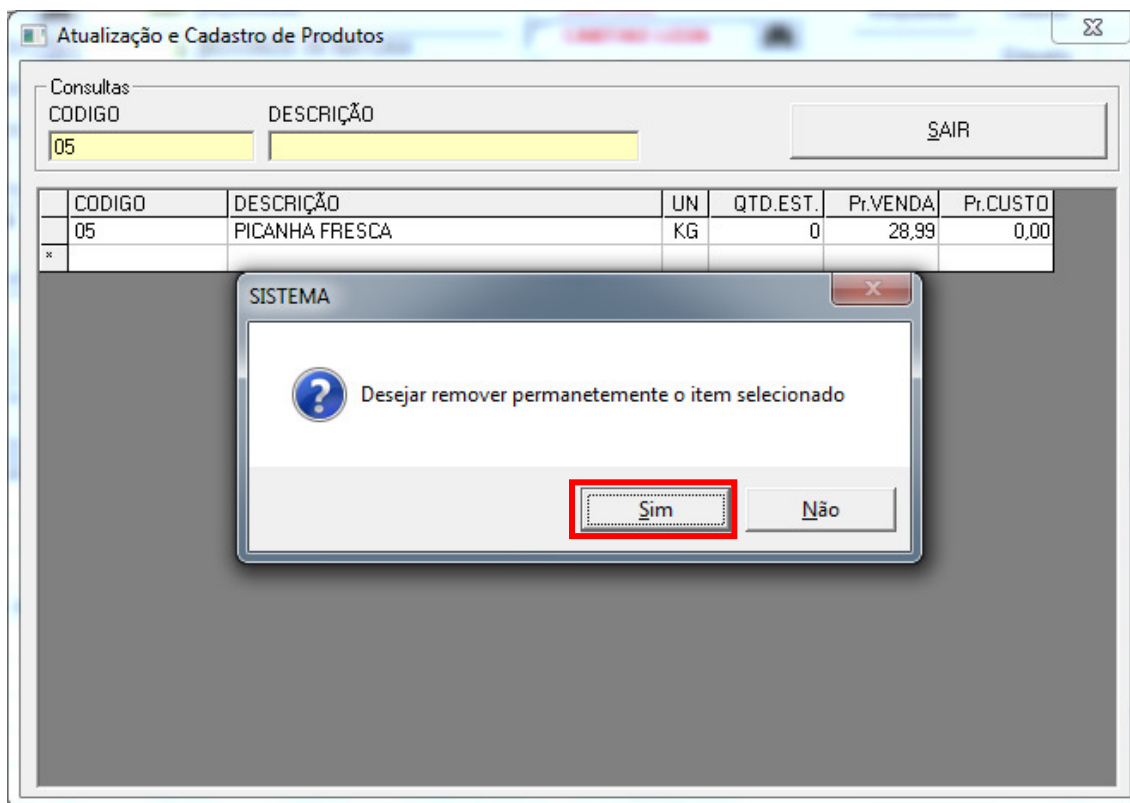 Atualização e Cadastro de Produtos
Consultas
CODIGO DESCRIÇÃO
05
SAIR
CODIGO DESCRIÇÃO UN QTD.EST. Pr.VENDA Pr.CUSTO
05 PICANHA FRESCA KG 0 28,99 0,00
*
SISTEMA
Desejar remover permanetemente o item selecionado
Sim Não